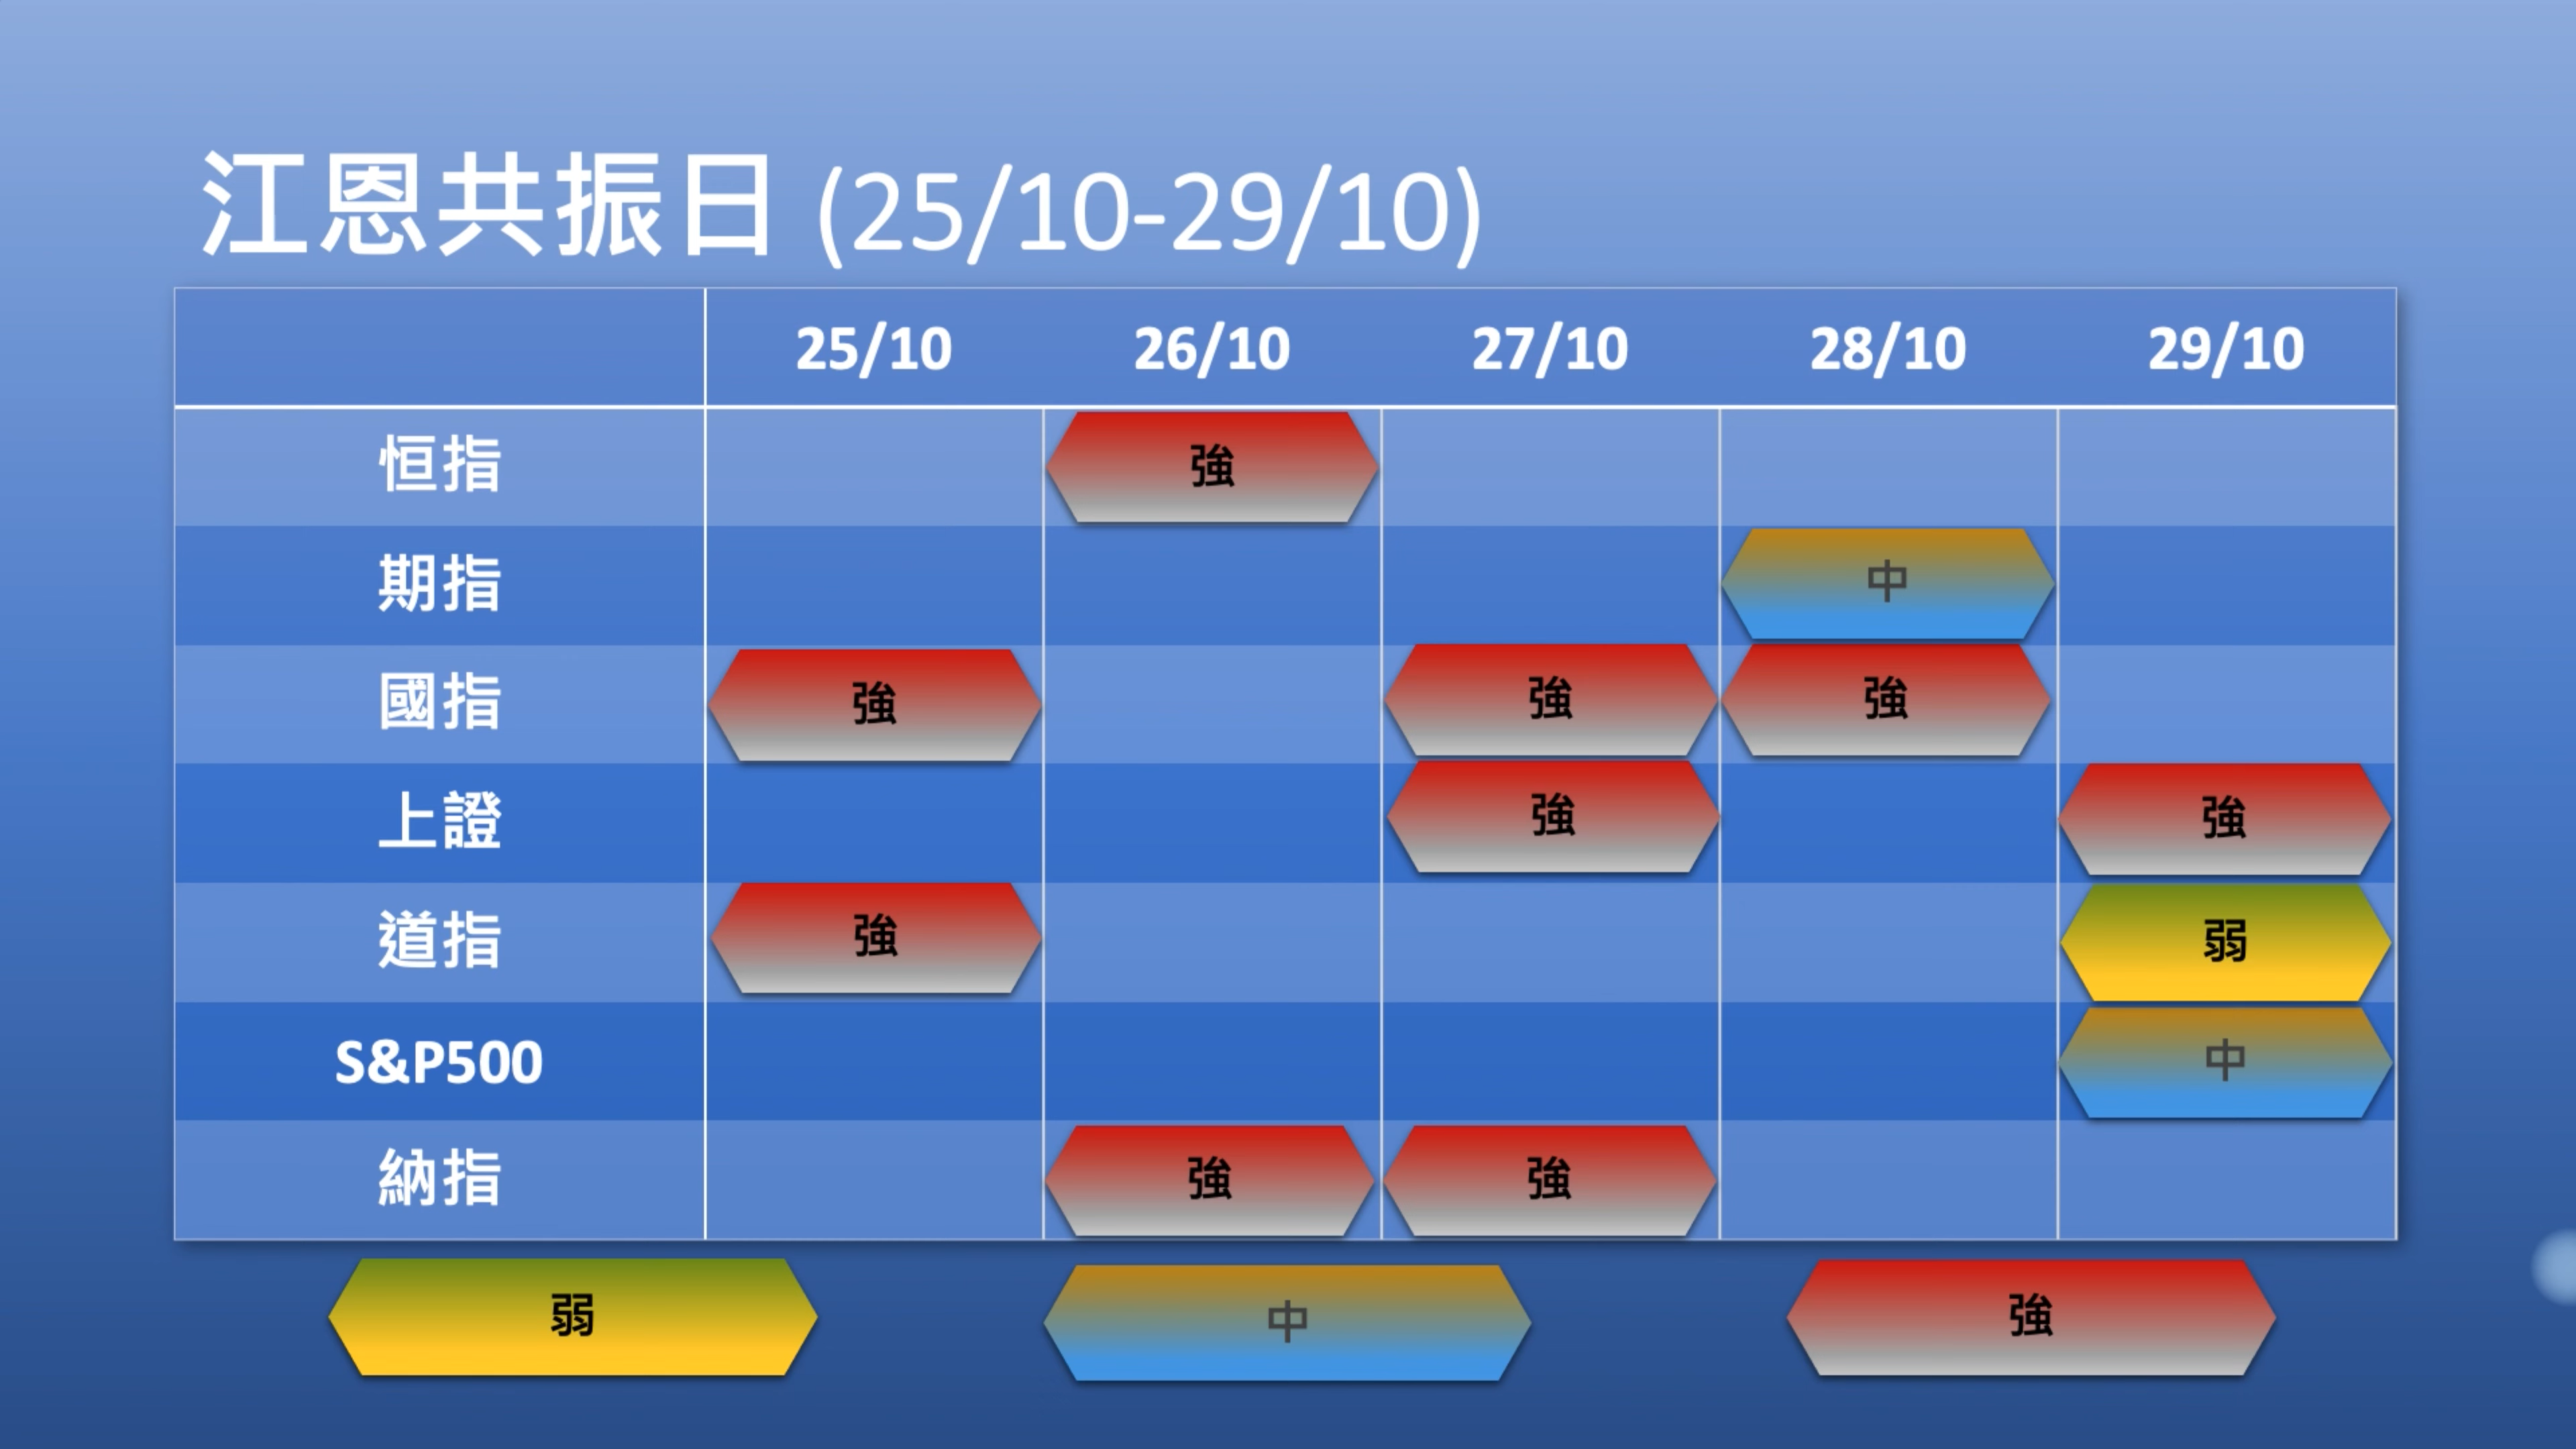 江恩共振日 (25/10-29/10)
25/10 26/10 27/10 28/10 29/10
恒指 強
期指 中
國指 強 強 強
上證 強 強
道指 強 弱
S&P500 中
納指 強 強
弱 中 強